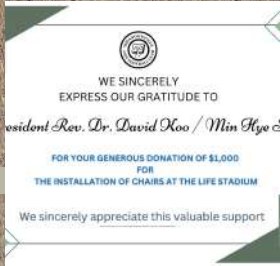 WE SINCERELY
EXPRESS OUR GRATITUDE TO
esident Rev. Dr. David Koo / Min Hye
FOR YOUR GENEROUS DONATION OF $1,000
FOR
THE INSTALLATION OF CHAIRS AT THE LIFE STADIUM
We sincerely appreciate this valuable support